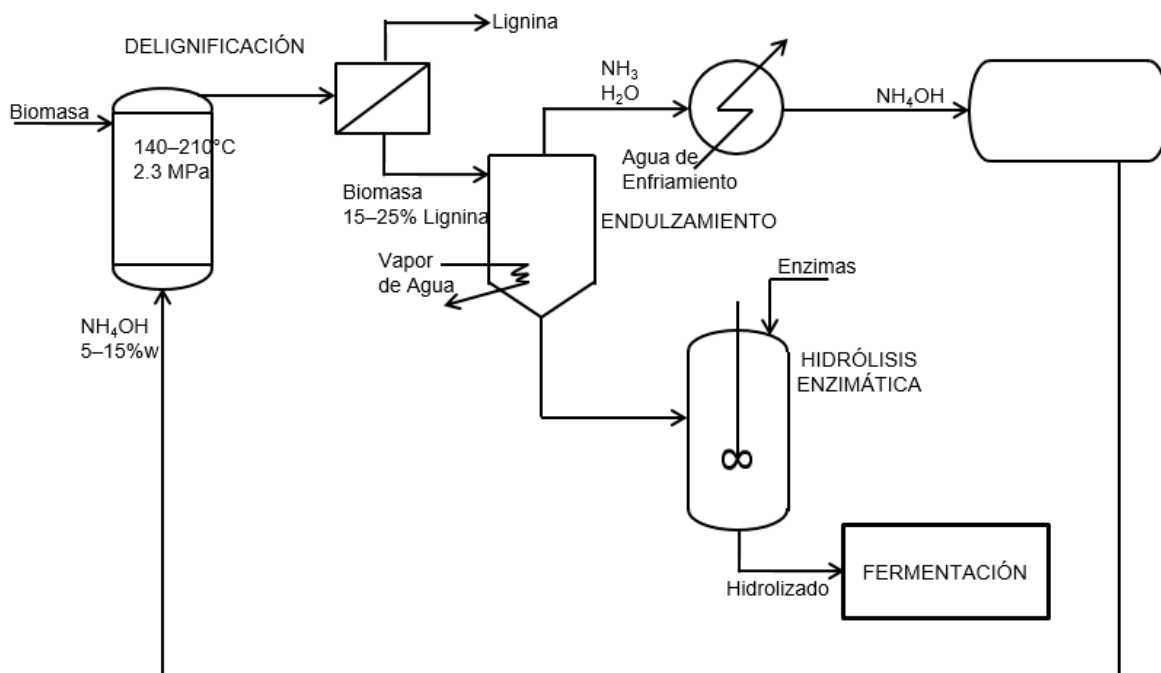 Lignina
DELIGNIFICACIÓN
Biomasa
140–210°C
2.3 MPa
NH₃
H₂O
NH₄OH
Agua de
Enfriamiento
Biomasa
15–25% Lignina
ENDULZAMIENTO
Vapor
de Agua
Enzimas
NH₄OH
5–15%w
HIDRÓLISIS
ENZIMÁTICA
Hidrolizado
FERMENTACIÓN